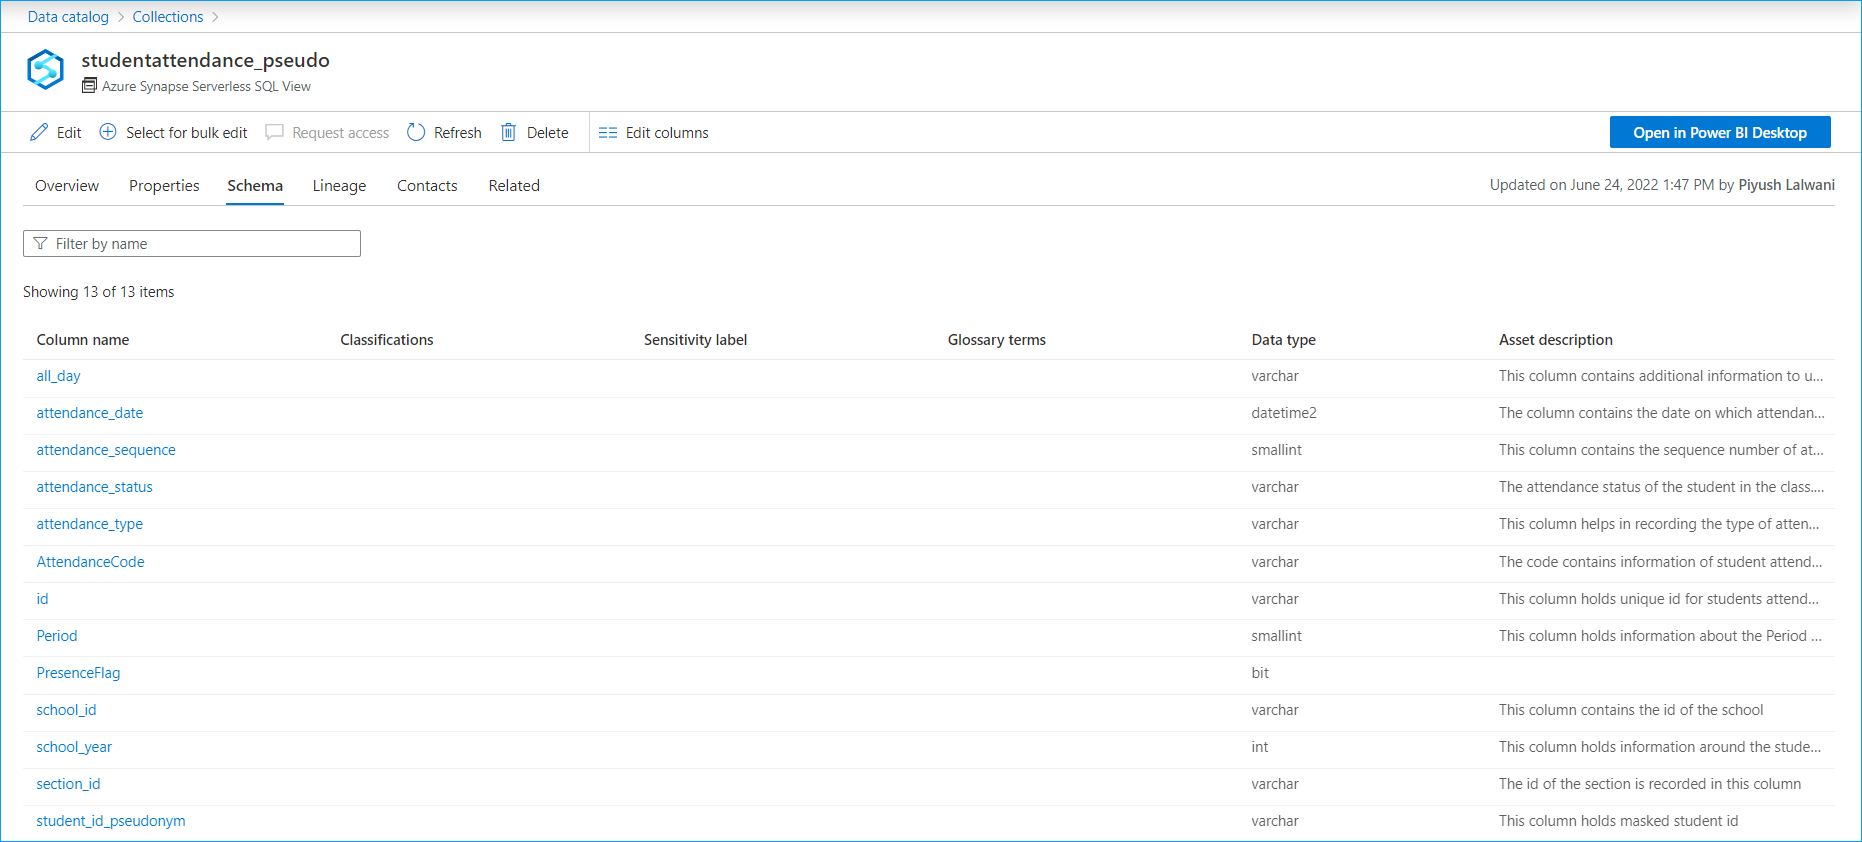 Data catalog > Collections >
studentattendance_pseudo
Azure Synapse Serverless SQL View
Edit Select for bulk edit Request access Refresh Delete Edit columns Open in Power BI Desktop
Overview Properties Schema Lineage Contacts Related Updated on June 24, 2022 1:47 PM by Piyush Lalwani
Filter by name
Showing 13 of 13 items
Column name Classifications Sensitivity label Glossary terms Data type Asset description
all_day varchar This column contains additional information to u...
attendance_date datetime2 The column contains the date on which attendan...
attendance_sequence smallint This column contains the sequence number of at...
attendance_status varchar The attendance status of the student in the class....
attendance_type varchar This column helps in recording the type of atten...
AttendanceCode varchar The code contains information of student attend...
id varchar This column holds unique id for students attend...
Period smallint This column holds information about the Period ...
PresenceFlag bit
school_id varchar This column contains the id of the school
school_year int This column holds information around the stude...
section_id varchar The id of the section is recorded in this column
student_id_pseudonym varchar This column holds masked student id